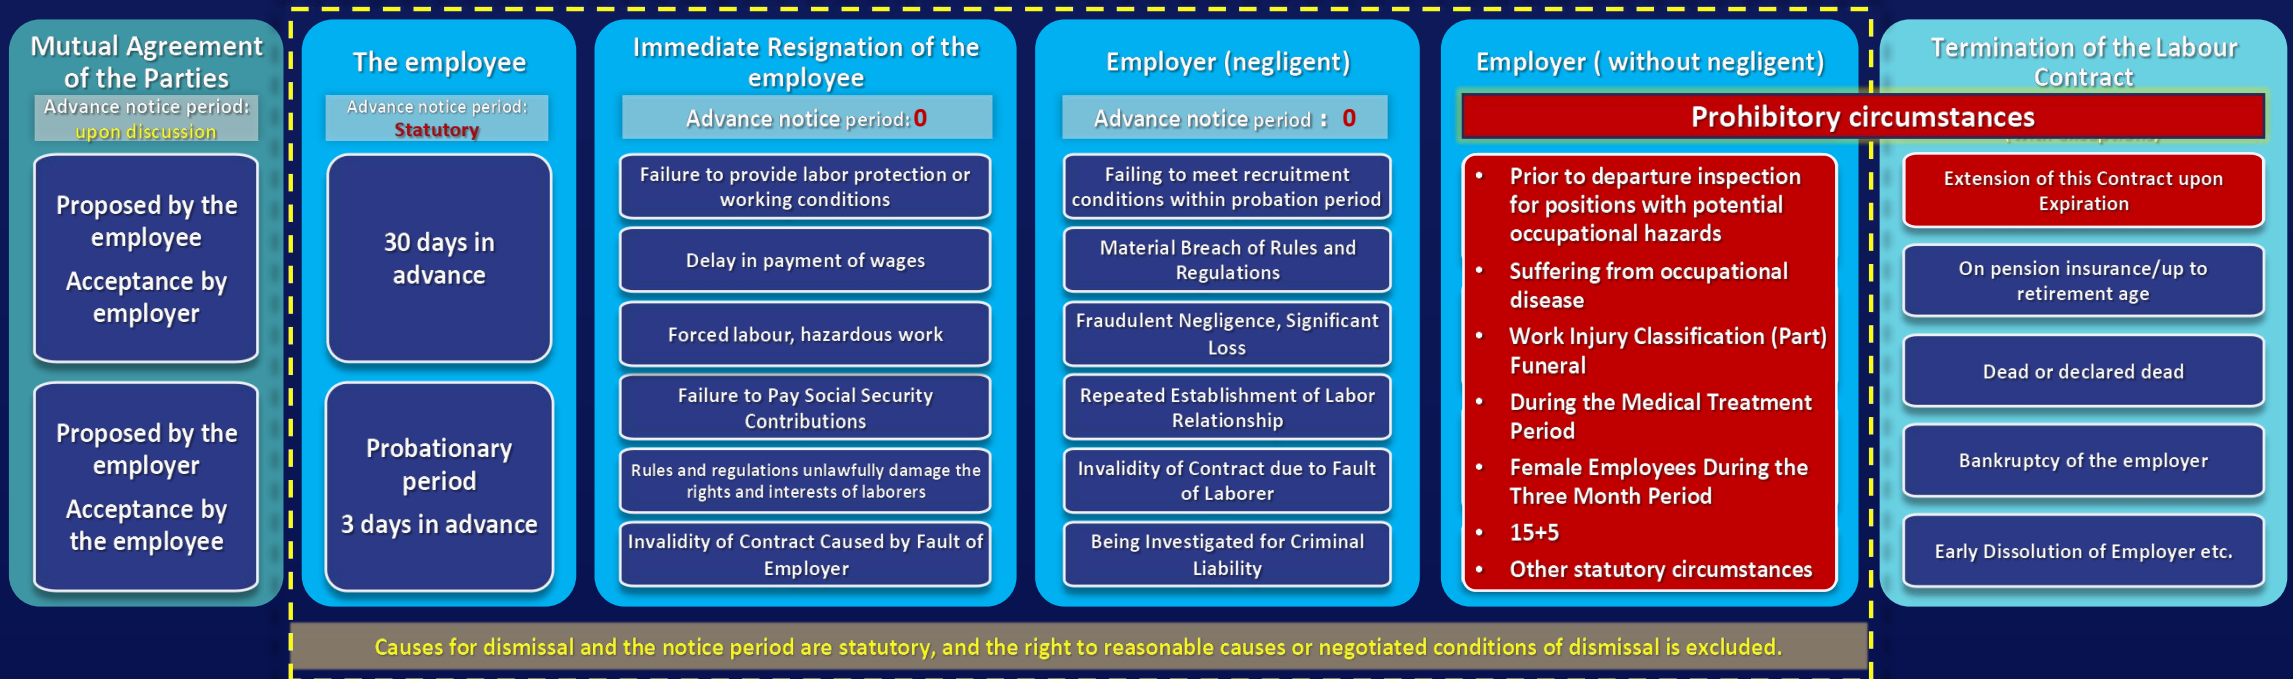 Mutual Agreement
of the Parties
Advance notice period:
upon discussion
Proposed by the
employee
Acceptance by
employer
Proposed by the
employer
Acceptance by
the employee
The employee
Advance notice period:
Statutory
30 days in
advance
Probationary
period
3 days in advance
Immediate Resignation of the
employee
Advance notice period:0
Failure to provide labor protection or
working conditions
Delay in payment of wages
Forced labour, hazardous work
Failure to Pay Social Security
Contributions
Rules and regulations unlawfully damage the
rights and interests of laborers
Invalidity of Contract Caused by Fault of
Employer
Employer (negligent)
Advance notice period : 0
Failing to meet recruitment
conditions within probation period
Material Breach of Rules and
Regulations
Fraudulent Negligence, Significant
Loss
Repeated Establishment of Labor
Relationship
Invalidity of Contract due to Fault
of Laborer
Being Investigated for Criminal
Liability
Employer ( without negligent)
Prohibitory circumstances
• Prior to departure inspection
for positions with potential
occupational hazards
• Suffering from occupational
disease
• Work Injury Classification (Part)
Funeral
• During the Medical Treatment
Period
• Female Employees During the
Three Month Period
• 15+5
• Other statutory circumstances
Termination of the Labour
Contract
Extension of this Contract upon
Expiration
On pension insurance/up to
retirement age
Dead or declared dead
Bankruptcy of the employer
Early Dissolution of Employer etc.
Causes for dismissal and the notice period are statutory, and the right to reasonable causes or negotiated conditions of dismissal is excluded.